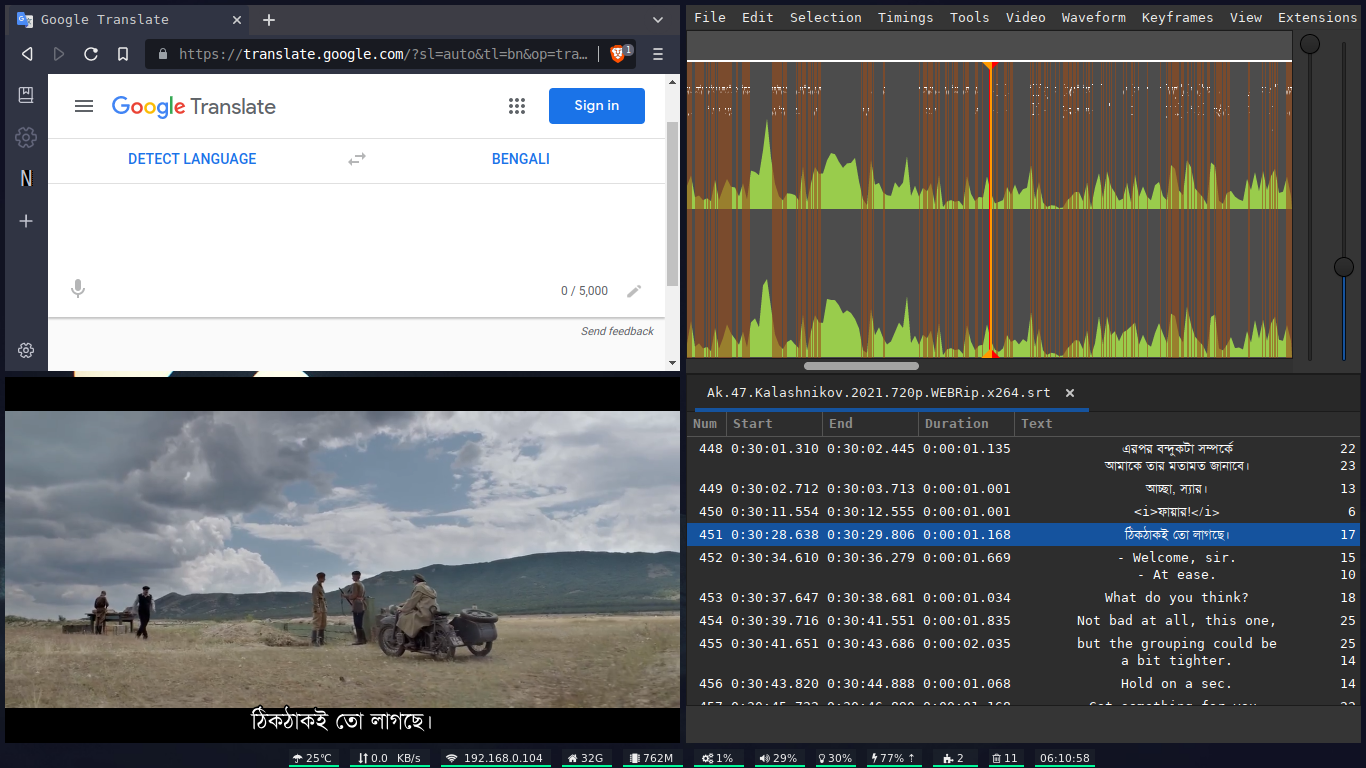 Google Translate
https://translate.google.com/?sl=auto&tl=bn&op=tra…
1
Google Translate
Sign in
DETECT LANGUAGE
BENGALI
0 / 5,000
Send feedback
N
ঠিকঠাকই তো লাগছে।
File Edit Selection Timings Tools Video Waveform Keyframes View Extensions
Ak.47.Kalashnikov.2021.720p.WEBRip.x264.srt
Num Start End Duration Text
448 0:30:01.310 0:30:02.445 0:00:01.135 এরপর বন্দুকটা সম্পর্কে 22
আমাকে তার মতামত জানাবে। 23
449 0:30:02.712 0:30:03.713 0:00:01.001 আচ্ছা, স্যার। 13
450 0:30:11.554 0:30:12.555 0:00:01.001 <i>ফায়ার!</i> 6
451 0:30:28.638 0:30:29.806 0:00:01.168 ঠিকঠাকই তো লাগছে। 17
452 0:30:34.610 0:30:36.279 0:00:01.669 - Welcome, sir. 15
- At ease. 10
453 0:30:37.647 0:30:38.681 0:00:01.034 What do you think? 18
454 0:30:39.716 0:30:41.551 0:00:01.835 Not bad at all, this one, 25
455 0:30:41.651 0:30:43.686 0:00:02.035 but the grouping could be 25
a bit tighter. 14
456 0:30:43.820 0:30:44.888 0:00:01.068 Hold on a sec. 14
25℃ 0.0 KB/s 192.168.0.104 32G 762M 1% 29% 30% 77% ↑ 2 11 06:10:58